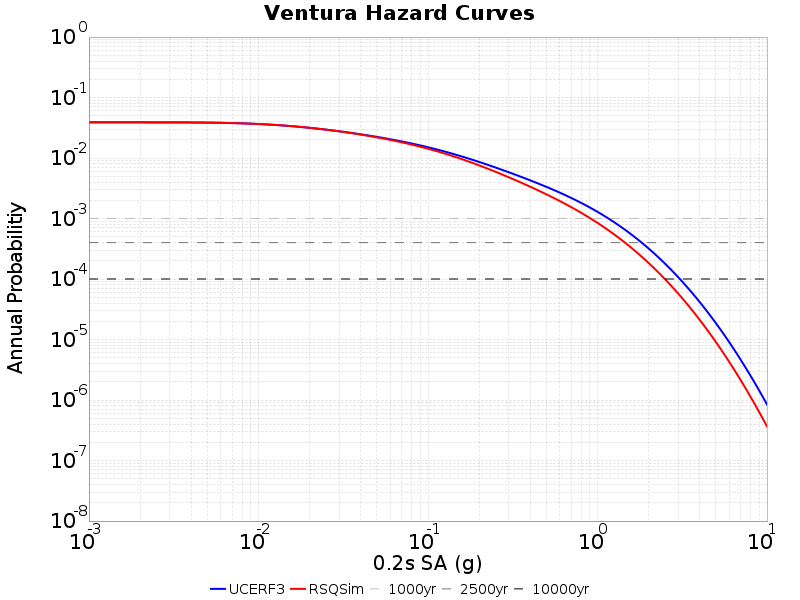 Ventura Hazard Curves
Annual Probabilitiy
10^0
10^-1
10^-2
10^-3
10^-4
10^-5
10^-6
10^-7
10^-8
10^-3 10^-2 10^-1 10^0 10^1
0.2s SA (g)
UCERF3 RSQSim 1000yr 2500yr 10000yr